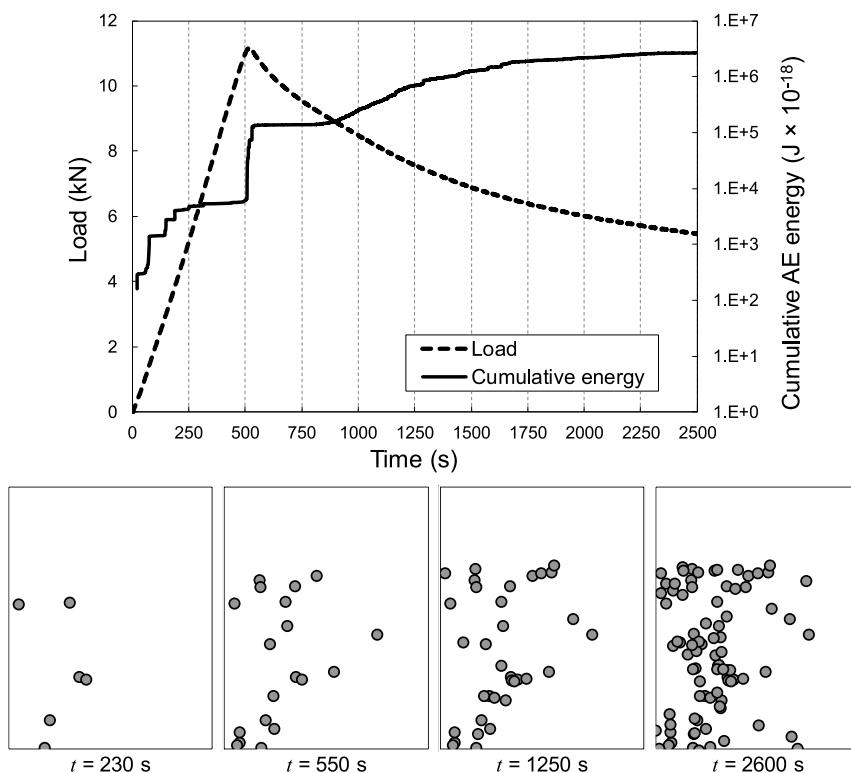 12
10
8
6
4
2
0
Load (kN)
1.E+7
1.E+6
1.E+5
1.E+4
1.E+3
1.E+2
1.E+1
1.E+0
Cumulative AE energy (J × 10-18)
Load
Cumulative energy
0 250 500 750 1000 1250 1500 1750 2000 2250 2500
Time (s)
t = 230 s t = 550 s t = 1250 s t = 2600 s